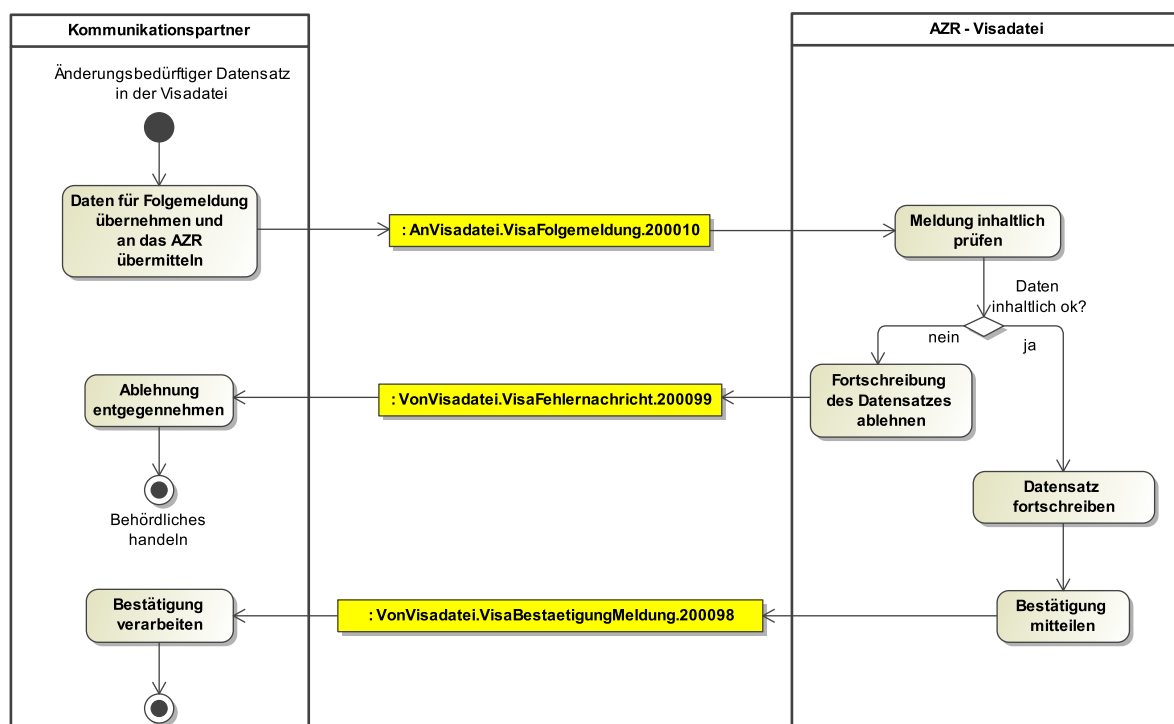 Kommunikationspartner
AZR - Visadatei
Änderungsbedürftiger Datensatz
in der Visadatei
Daten für Folgemeldung
übernehmen und
an das AZR
übermitteln
: AnVisadatei.VisaFolgemeldung.200010
Meldung inhaltlich
prüfen
Daten
inhaltlich ok?
nein
ja
Fortschreibung
des Datensatzes
ablehnen
: VonVisadatei.VisaFehlernachricht.200099
Ablehnung
entgegennehmen
Behördliches
handeln
Datensatz
fortschreiben
Bestätigung
mitteilen
: VonVisadatei.VisaBestaetigungMeldung.200098
Bestätigung
verarbeiten